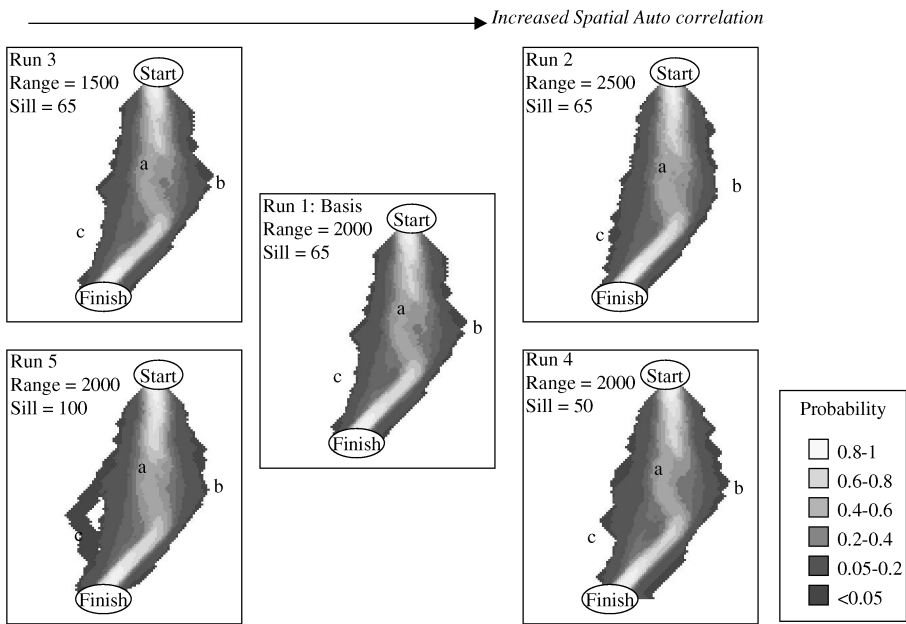 Increased Spatial Auto correlation
Run 3
Range = 1500
Sill = 65
Start
a
b
c
Finish
Run 2
Range = 2500
Sill = 65
Start
a
b
c
Finish
Run 1: Basis
Range = 2000
Sill = 65
Start
a
b
c
Finish
Run 5
Range = 2000
Sill = 100
Start
a
b
c
Finish
Run 4
Range = 2000
Sill = 50
Start
a
b
c
Finish
Probability
0.8-1
0.6-0.8
0.4-0.6
0.2-0.4
0.05-0.2
<0.05